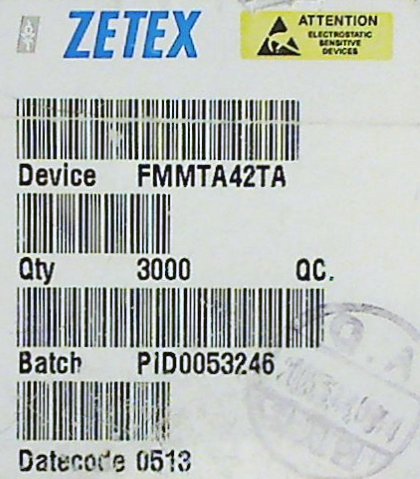 ZETEX
ATTENTION
ELECTROSTATIC
SENSITIVE
DEVICES
Device FMMTA42TA
Qty 3000 QC.
Batch PID0053246
Datecode 0513